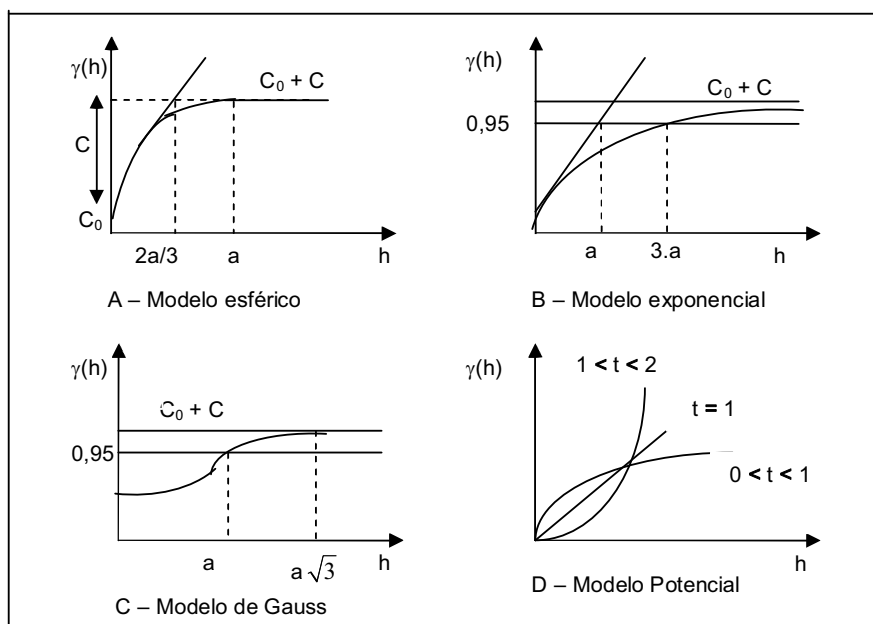 γ(h)
C₀ + C
C
C₀
2a/3 a h
A – Modelo esférico
γ(h)
C₀ + C
0,95
a 3.a h
B – Modelo exponencial
γ(h)
C₀ + C
0,95
a a√3 h
C – Modelo de Gauss
γ(h)
1 < t < 2
t = 1
0 < t < 1
h
D – Modelo Potencial